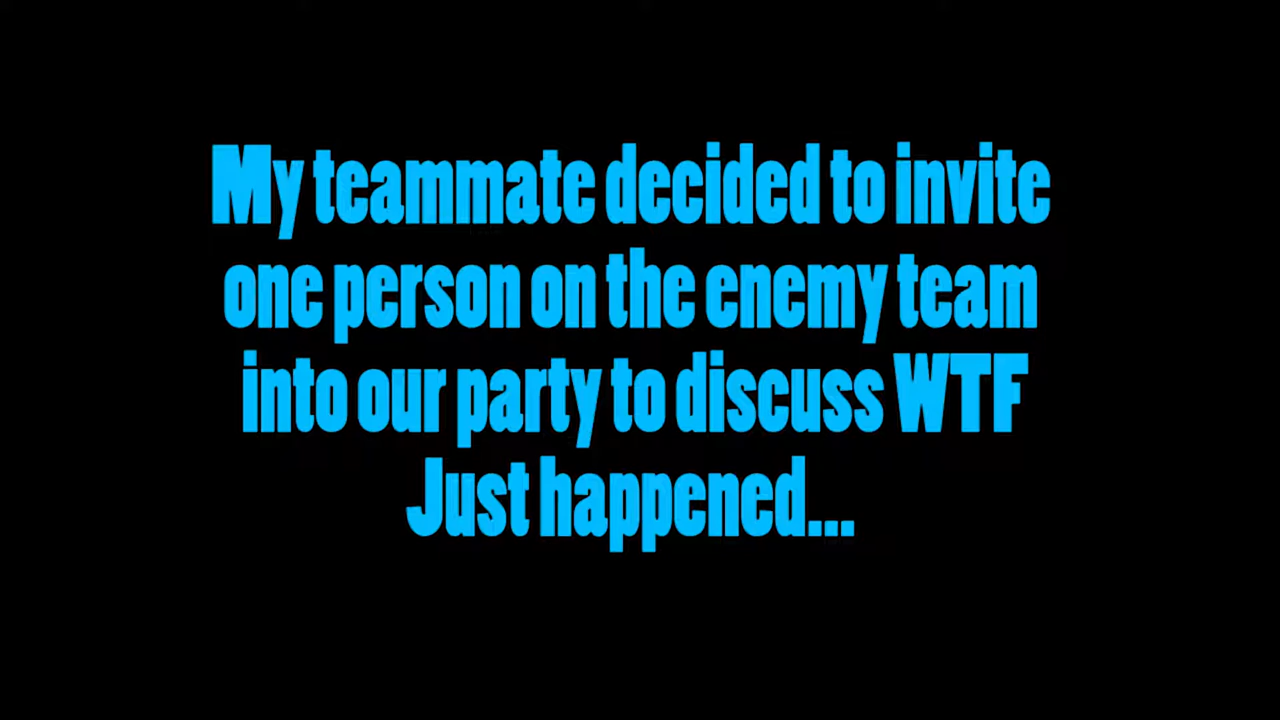 My teammate decided to invite
one person on the enemy team
into our party to discuss WTF
Just happened...